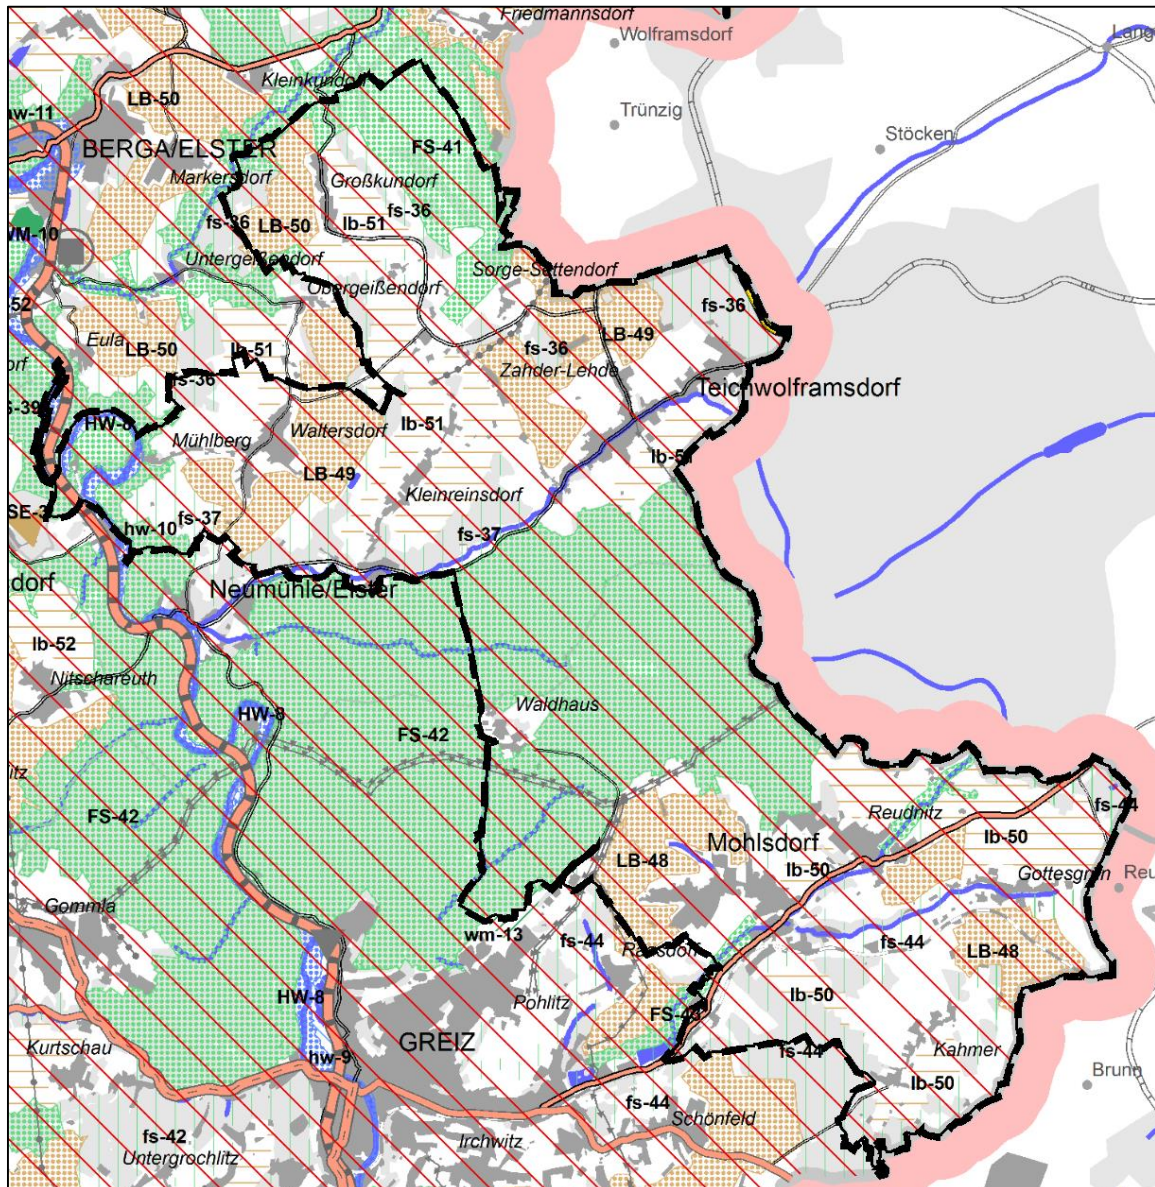 Friedmannsdorf
Wolframsdorf
Lang
Kleinkundorf
LB-50
Trünzig
aw-11
Stöcken
BERGA/ELSTER
FS-41
Markersdorf
Großkundorf
fs-36
LB-50
lb-51
fs-36
WM-10
Untergeißendorf
Sorge-Settendorf
Obergeißendorf
52
fs-36
Eula
LB-50
lb-51
fs-36
LB-49
orf
Zahder-Lehde
fs-36
Teichwolframsdorf
s-39
HW-8
Mühlberg
Waltersdorf
lb-51
LB-49
lb-51
Kleinreinsdorf
SE-3
hw-10
fs-37
fs-37
dorf
Neumühle/Elster
lb-52
Nitschareuth
Waldhaus
HW-8
FS-42
itz
FS-42
Reudnitz
fs-44
Mohlsdorf
lb-50
LB-48
lb-50
Gottesgrün
Reu
Gommla
wm-13
fs-44
Raasdorf
fs-44
LB-48
HW-8
Pohlitz
lb-50
FS-43
GREIZ
Kurtschau
hw-9
fs-44
Kahmer
lb-50
Brunn
fs-44
Schönfeld
fs-42
Irchwitz
Untergrochlitz